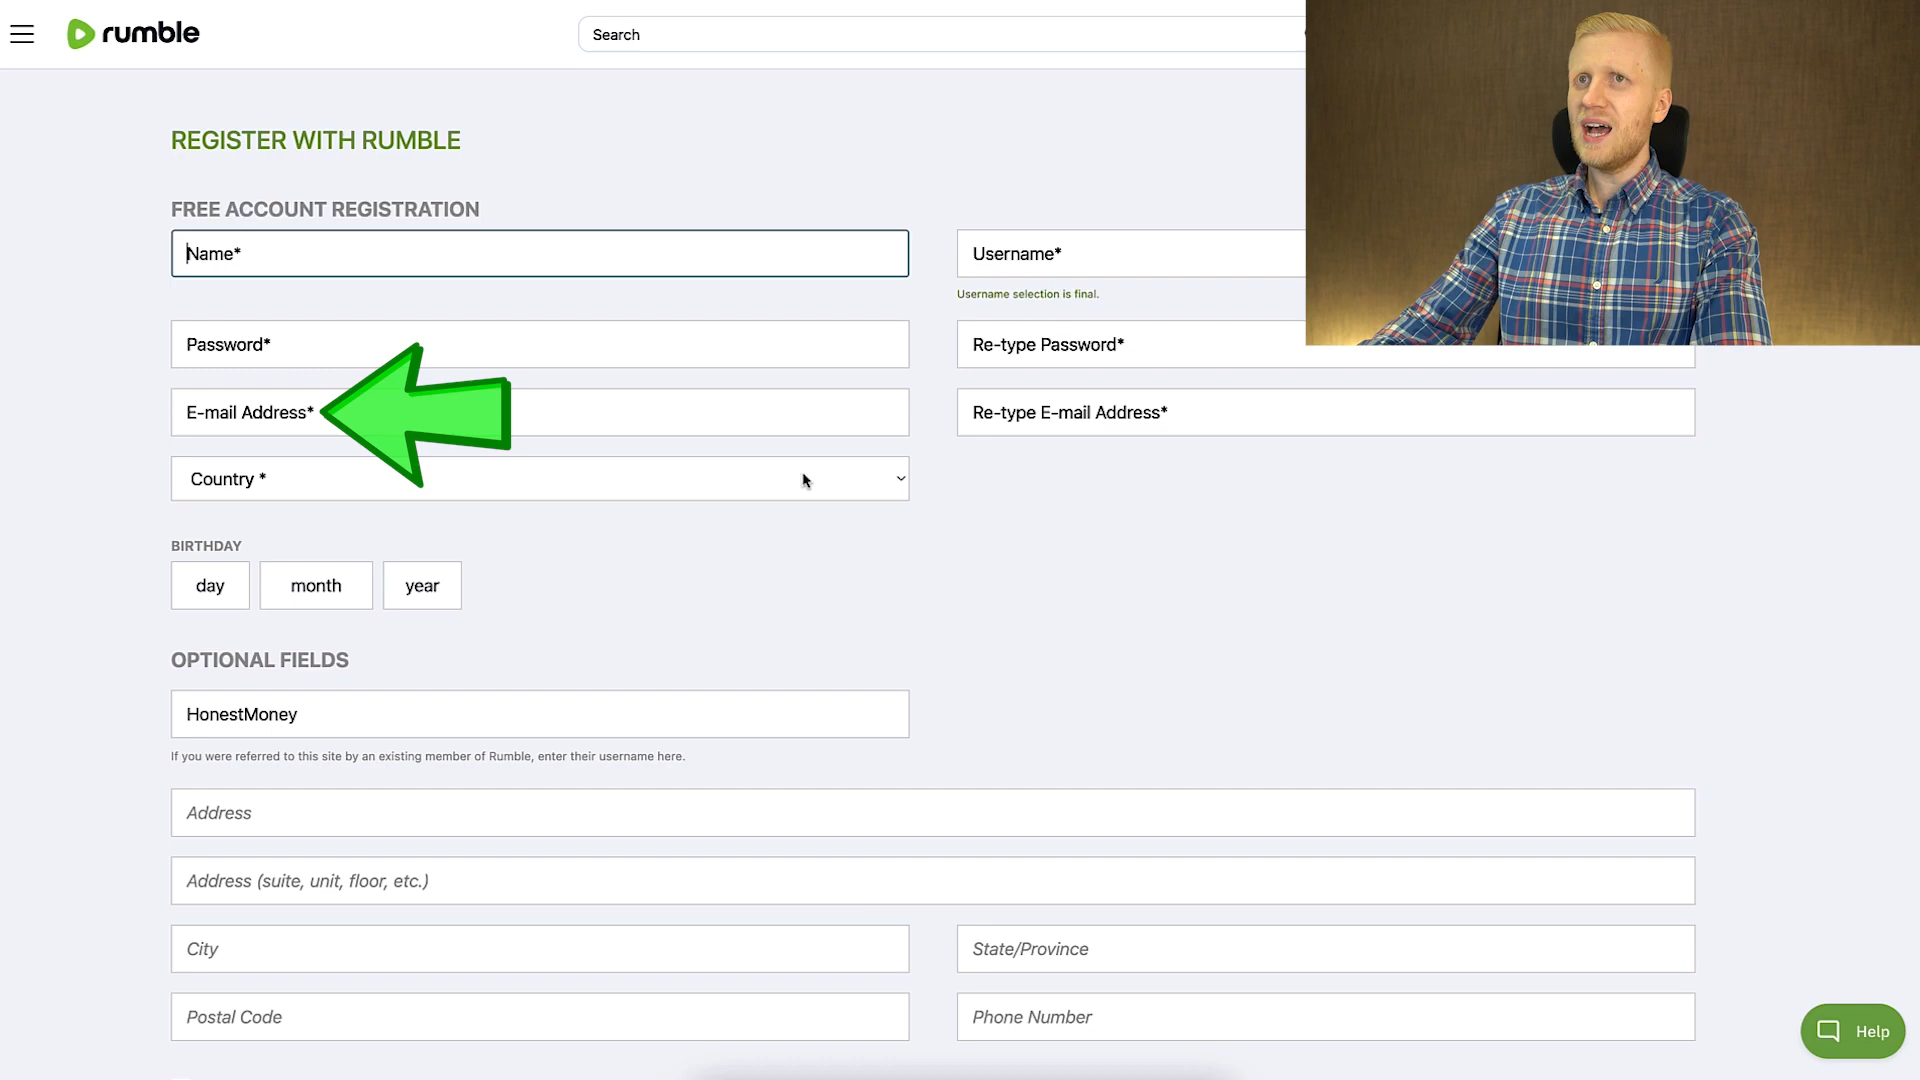 rumble
Search
REGISTER WITH RUMBLE
FREE ACCOUNT REGISTRATION
Name*
Username*
Username selection is final.
Password*
Re-type Password*
E-mail Address*
Re-type E-mail Address*
Country *
BIRTHDAY
day month year
OPTIONAL FIELDS
HonestMoney
If you were referred to this site by an existing member of Rumble, enter their username here.
Address
Address (suite, unit, floor, etc.)
City
State/Province
Postal Code
Phone Number
Help